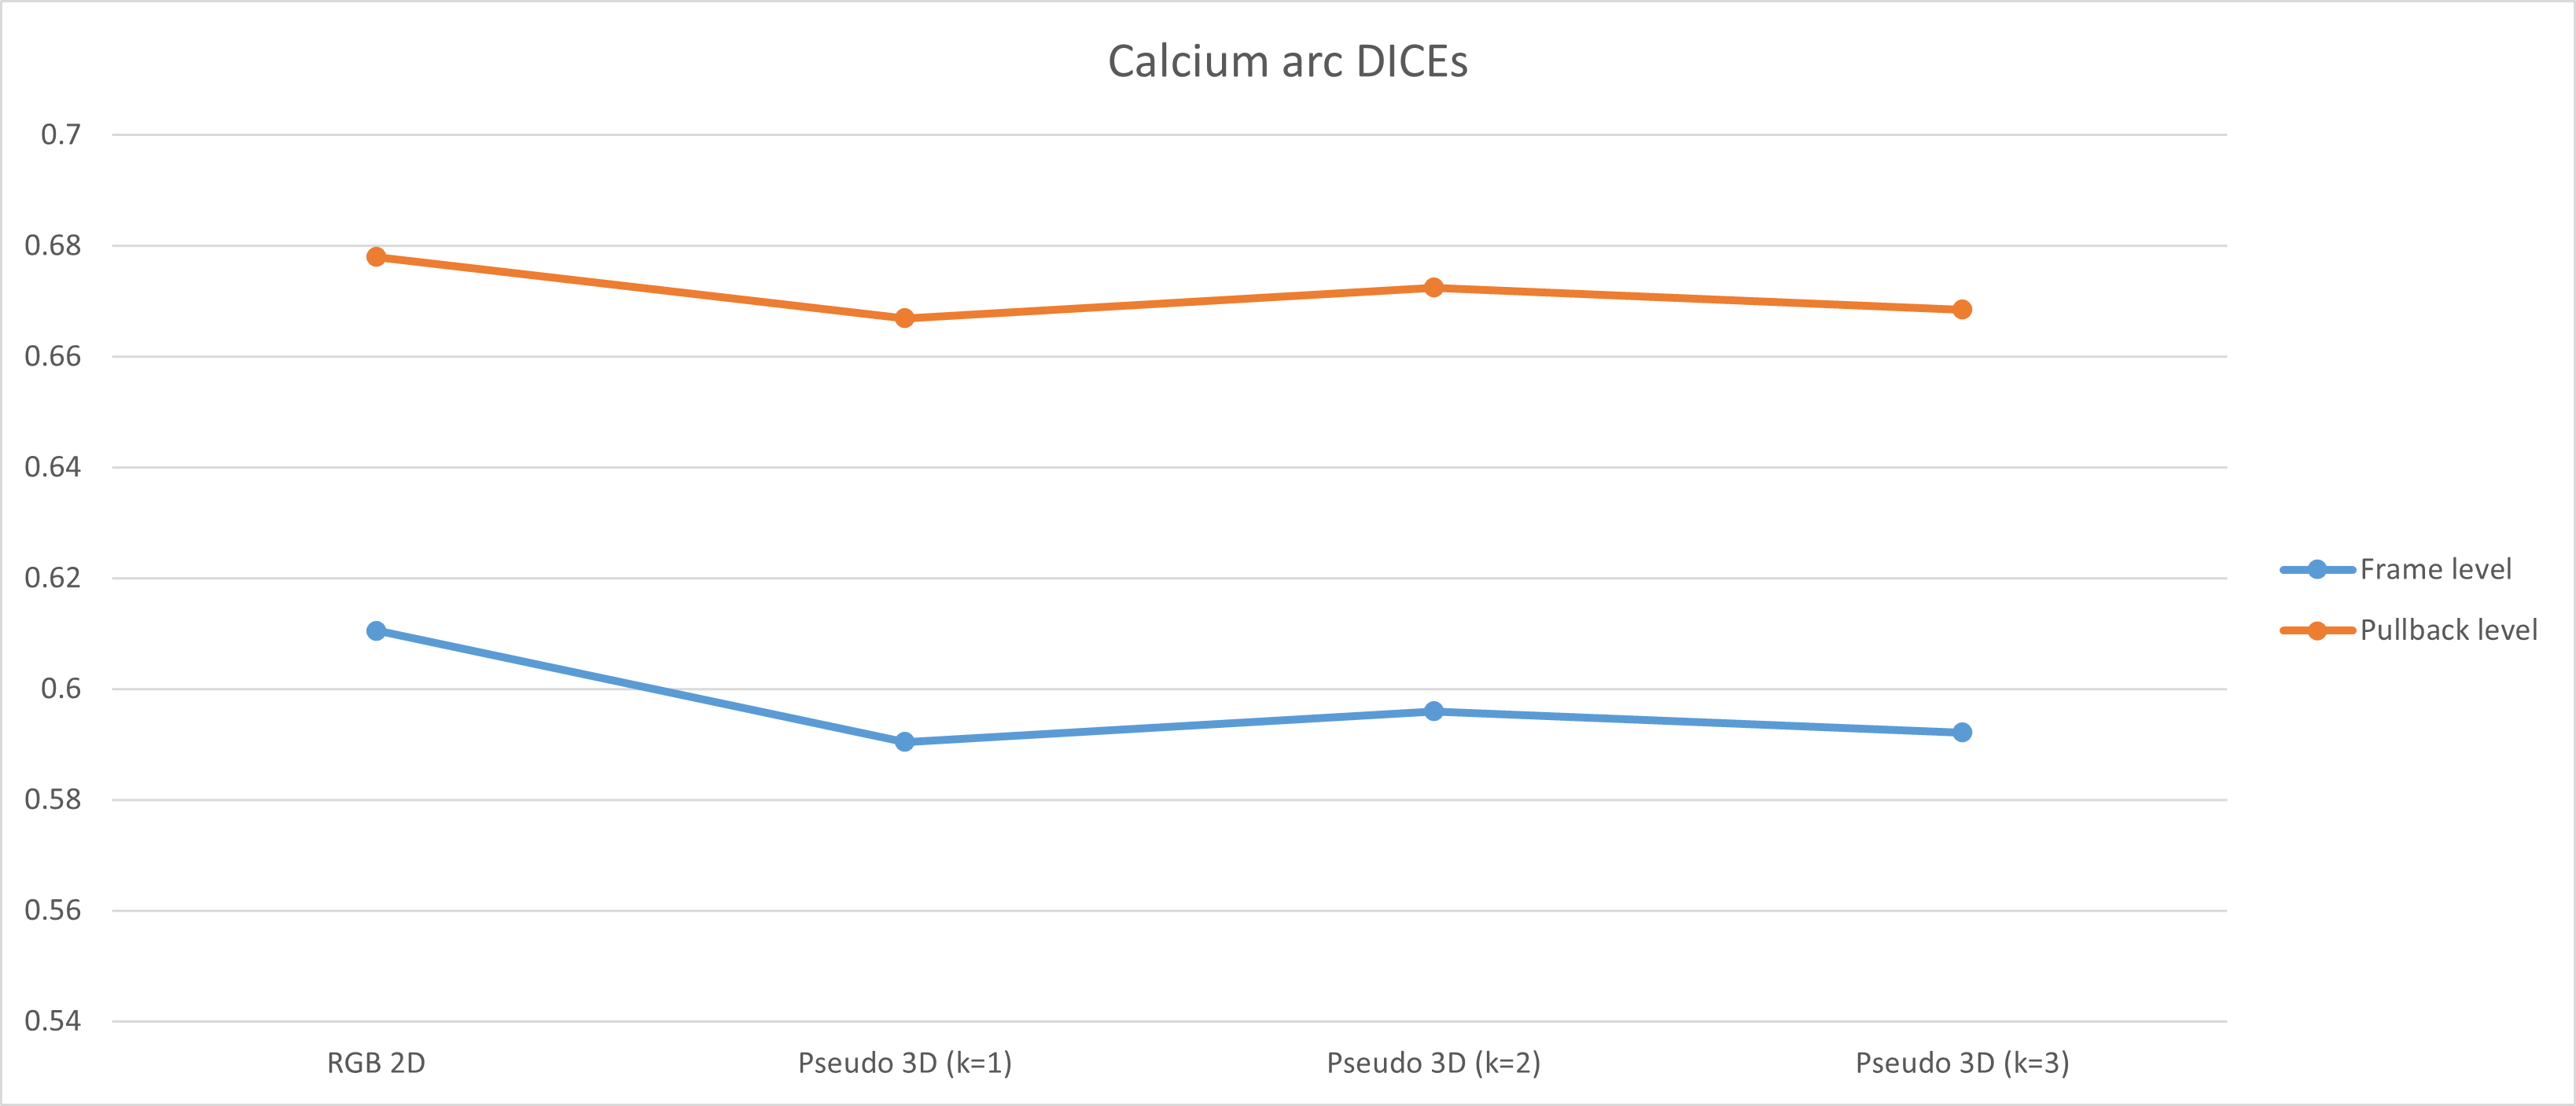 Calcium arc DICEs
0.7
0.68
0.66
0.64
0.62
0.6
0.58
0.56
0.54
RGB 2D
Pseudo 3D (k=1)
Pseudo 3D (k=2)
Pseudo 3D (k=3)
Frame level
Pullback level